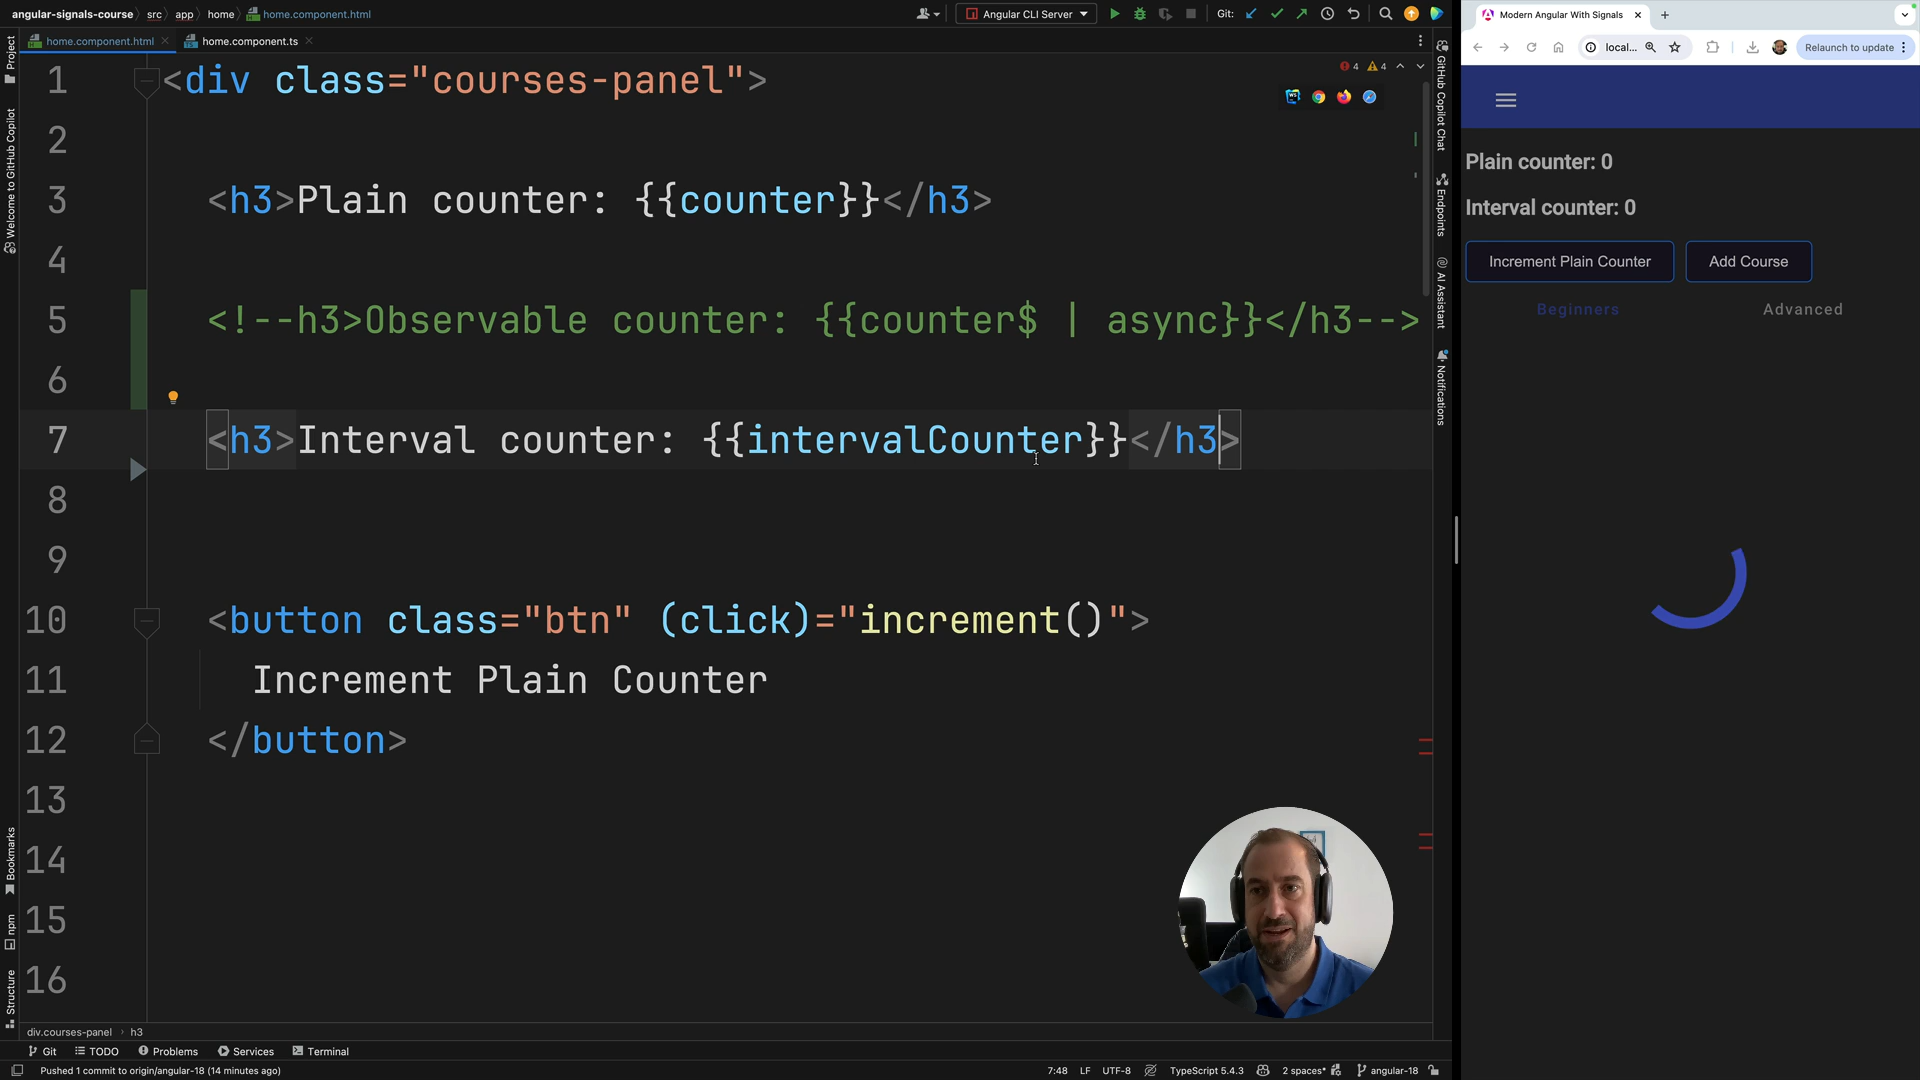 angular-signals-course src app home home.component.html
Angular CLI Server
Git:
home.component.html
home.component.ts
4 4
1 <div class="courses-panel">
2
3 <h3>Plain counter: {{counter}}</h3>
4
5 <!--h3>Observable counter: {{counter$ | async}}</h3-->
6
7 <h3>Interval counter: {{intervalCounter}}</h3>
8
9
10 <button class="btn" (click)="increment()">
11 Increment Plain Counter
12 </button>
13
14
15
16
Project
Welcome to GitHub Copilot
Bookmarks
npm
Structure
GitHub Copilot Chat
Endpoints
AI Assistant
Notifications
div.courses-panel › h3
Git TODO Problems Services Terminal
Pushed 1 commit to origin/angular-18 (14 minutes ago)
7:48 LF UTF-8 TypeScript 5.4.3 2 spaces* angular-18
Modern Angular With Signals
local...
Relaunch to update
Plain counter: 0
Interval counter: 0
Increment Plain Counter
Add Course
Beginners
Advanced